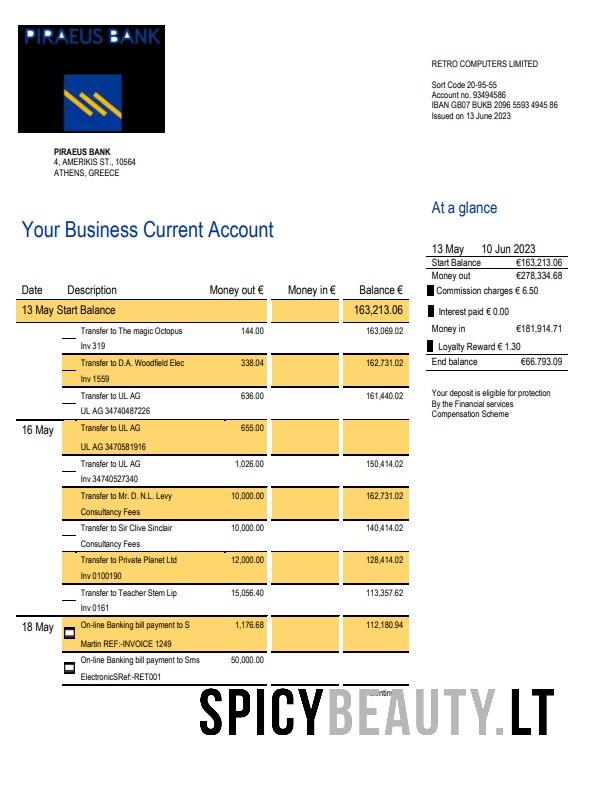 PIRAEUS BANK
RETRO COMPUTERS LIMITED
Sort Code 20-95-55
Account no. 93494586
IBAN GB07 BUKB 2096 5593 4945 86
Issued on 13 June 2023
PIRAEUS BANK
4, AMERIKIS ST., 10564
ATHENS, GREECE
At a glance
Your Business Current Account
13 May 10 Jun 2023
Start Balance €163,213.06
Money out €278,334.68
Commission charges € 6.50
Interest paid € 0.00
Money in €181,914.71
Loyalty Reward € 1.30
End balance €66.793.09
Your deposit is eligible for protection
By the Financial services
Compensation Scheme
Date Description Money out € Money in € Balance €
13 May Start Balance 163,213.06
Transfer to The magic Octopus 144.00 163,069.02
Inv 319
Transfer to D.A. Woodfield Elec 338.04 162,731.02
Inv 1559
Transfer to UL AG 636.00 161,440.02
UL AG 34740487226
16 May Transfer to UL AG 655.00
UL AG 3470581916
Transfer to UL AG 1,026.00 150,414.02
Inv 34740527340
Transfer to Mr. D. N.L. Levy 10,000.00 162,731.02
Consultancy Fees
Transfer to Sir Clive Sinclair 10,000.00 140,414.02
Consultancy Fees
Transfer to Private Planet Ltd 12,000.00 128,414.02
Inv 0100190
Transfer to Teacher Stem Lip 15,056.40 113,357.62
Inv 0161
18 May On-line Banking bill payment to S 1,176.68 112,180.94
Martin REF:-INVOICE 1249
On-line Banking bill payment to Sms 50,000.00
ElectronicSRef:-RET001
SPICYBEAUTY.LT